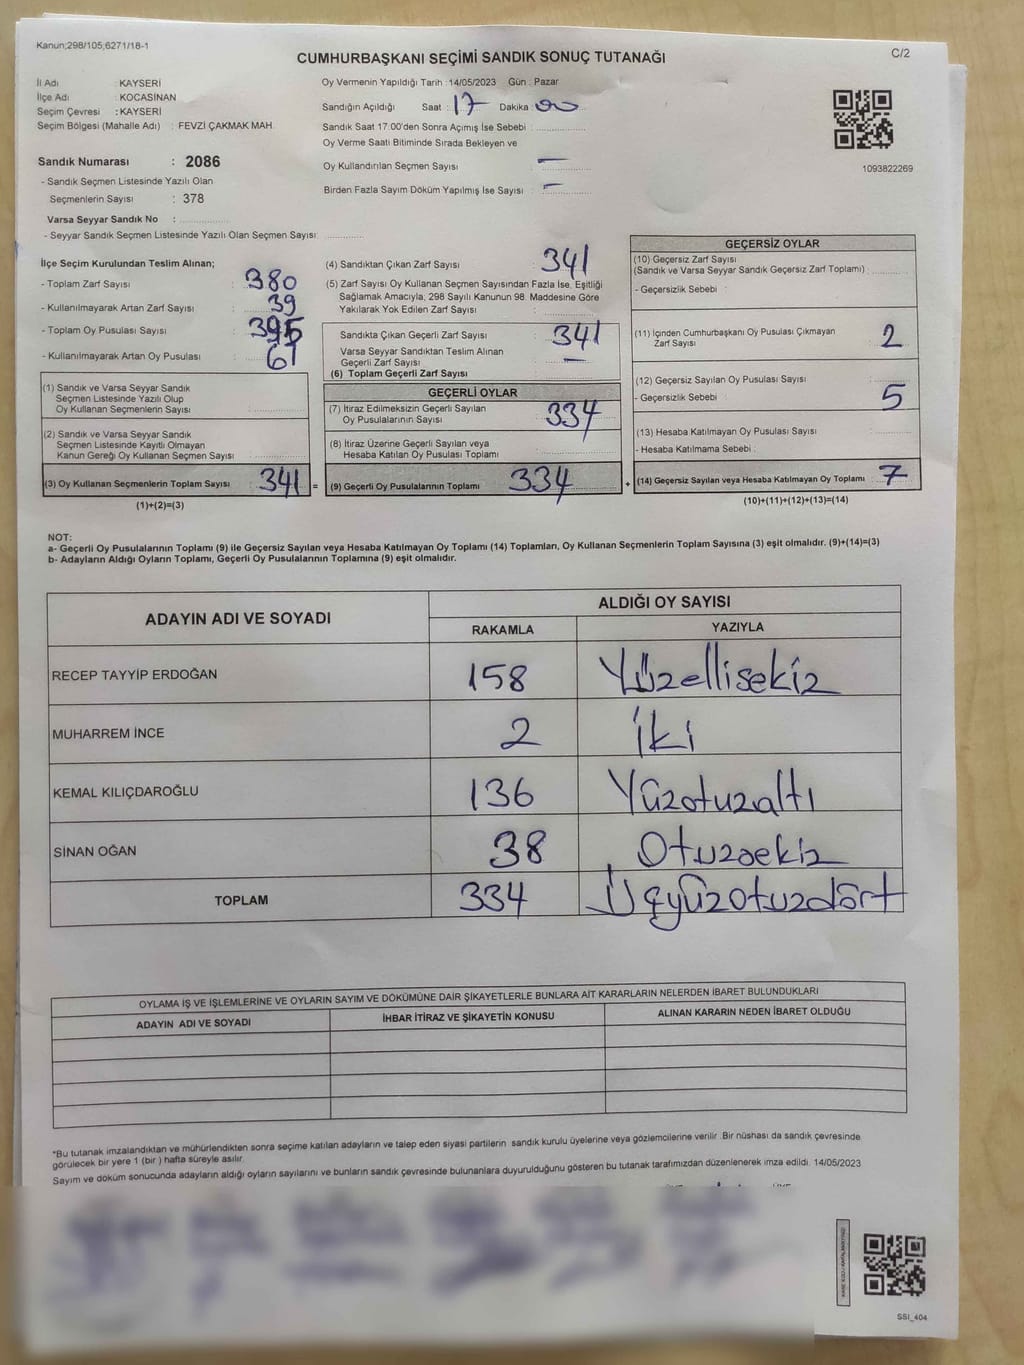 Kanun;298/105;6271/18-1
C/2
CUMHURBAŞKANI SEÇİMİ SANDIK SONUÇ TUTANAĞI
İl Adı : KAYSERİ
İlçe Adı : KOCASİNAN
Seçim Çevresi : KAYSERİ
Seçim Bölgesi (Mahalle Adı) : FEVZİ ÇAKMAK MAH.
Oy Vermenin Yapıldığı Tarih : 14/05/2023 Gün : Pazar
Sandığın Açıldığı Saat : 17 Dakika : 00
Sandık Saat 17:00'den Sonra Açımış İse Sebebi :
Oy Verme Saati Bitiminde Sırada Bekleyen ve
Oy Kullandırılan Seçmen Sayısı : —
Birden Fazla Sayım Döküm Yapılmış İse Sayısı : —
1093822269
Sandık Numarası : 2086
- Sandık Seçmen Listesinde Yazılı Olan
Seçmenlerin Sayısı : 378
Varsa Seyyar Sandık No :
- Seyyar Sandık Seçmen Listesinde Yazılı Olan Seçmen Sayısı:
İlçe Seçim Kurulundan Teslim Alınan;
- Toplam Zarf Sayısı : 380
- Kullanılmayarak Artan Zarf Sayısı : 39
- Toplam Oy Pusulası Sayısı : 395
- Kullanılmayarak Artan Oy Pusulası : 61
(1) Sandık ve Varsa Seyyar Sandık
Seçmen Listesinde Yazılı Olup
Oy Kullanan Seçmenlerin Sayısı :
(2) Sandık ve Varsa Seyyar Sandık
Seçmen Listesinde Kayıtlı Olmayan
Kanun Gereği Oy Kullanan Seçmen Sayısı :
(3) Oy Kullanan Seçmenlerin Toplam Sayısı : 341 =
(1)+(2)=(3)
(4) Sandıktan Çıkan Zarf Sayısı : 341
(5) Zarf Sayısı Oy Kullanan Seçmen Sayısından Fazla İse, Eşitliği
Sağlamak Amacıyla; 298 Sayılı Kanunun 98. Maddesine Göre
Yakılarak Yok Edilen Zarf Sayısı :
Sandıkta Çıkan Geçerli Zarf Sayısı : 341
Varsa Seyyar Sandıktan Teslim Alınan
Geçerli Zarf Sayısı : —
(6) Toplam Geçerli Zarf Sayısı :
GEÇERLİ OYLAR
(7) İtiraz Edilmeksizin Geçerli Sayılan
Oy Pusulalarının Sayısı : 334
(8) İtiraz Üzerine Geçerli Sayılan veya
Hesaba Katılan Oy Pusulası Toplamı :
(9) Geçerli Oy Pusulalarının Toplamı : 334 +
GEÇERSİZ OYLAR
(10) Geçersiz Zarf Sayısı
(Sandık ve Varsa Seyyar Sandık Geçersiz Zarf Toplamı) :
- Geçersizlik Sebebi :
(11) İçinden Cumhurbaşkanı Oy Pusulası Çıkmayan
Zarf Sayısı : 2
(12) Geçersiz Sayılan Oy Pusulası Sayısı :
- Geçersizlik Sebebi : 5
(13) Hesaba Katılmayan Oy Pusulası Sayısı :
- Hesaba Katılmama Sebebi :
(14) Geçersiz Sayılan veya Hesaba Katılmayan Oy Toplamı : 7
(10)+(11)+(12)+(13)=(14)
NOT:
a- Geçerli Oy Pusulalarının Toplamı (9) ile Geçersiz Sayılan veya Hesaba Katılmayan Oy Toplamı (14) Toplamları, Oy Kullanan Seçmenlerin Toplam Sayısına (3) eşit olmalıdır. (9)+(14)=(3)
b- Adayların Aldığı Oyların Toplamı, Geçerli Oy Pusulalarının Toplamına (9) eşit olmalıdır.
ADAYIN ADI VE SOYADI ALDIĞI OY SAYISI
RAKAMLA YAZIYLA
RECEP TAYYİP ERDOĞAN 158 Yüzellisekiz
MUHARREM İNCE 2 İki
KEMAL KILIÇDAROĞLU 136 Yüzotuzaltı
SİNAN OĞAN 38 Otuzsekiz
TOPLAM 334 Üçyüzotuzdört
OYLAMA İŞ VE İŞLEMLERİNE VE OYLARIN SAYIM VE DÖKÜMÜNE DAİR ŞİKAYETLERLE BUNLARA AİT KARARLARIN NELERDEN İBARET BULUNDUKLARI
ADAYIN ADI VE SOYADI İHBAR İTİRAZ VE ŞİKAYETİN KONUSU ALINAN KARARIN NEDEN İBARET OLDUĞU
*Bu tutanak imzalandıktan ve mühürlendikten sonra seçime katılan adayların ve talep eden siyasi partilerin sandık kurulu üyelerine veya gözlemcilerine verilir .Bir nüshası da sandık çevresinde
görülecek bir yere 1 (bir ) hafta süreyle asılır.
Sayım ve döküm sonucunda adayların aldığı oyların sayılarını ve bunların sandık çevresinde bulunanlara duyurulduğunu gösteren bu tutanak tarafımızdan düzenlenerek imza edildi. 14/05/2023
SSI_404